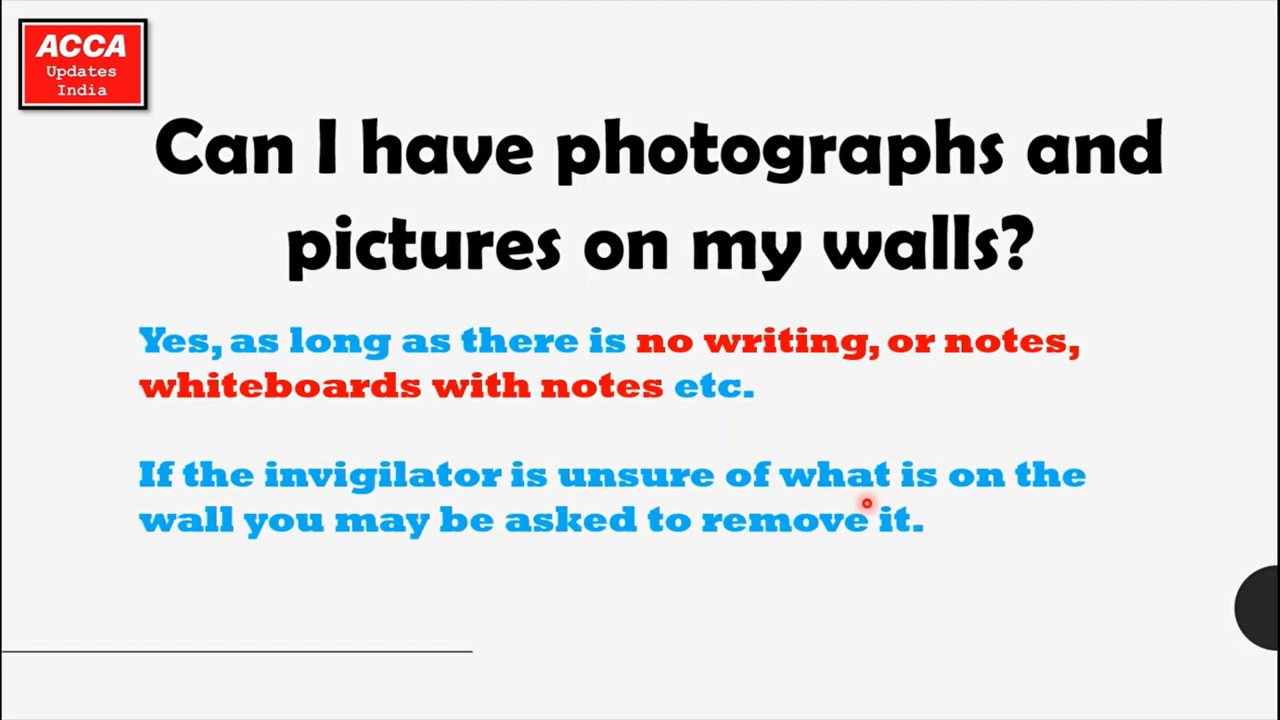 ACCA
Updates
India
Can I have photographs and
pictures on my walls?
Yes, as long as there is no writing, or notes,
whiteboards with notes etc.
If the invigilator is unsure of what is on the
wall you may be asked to remove it.